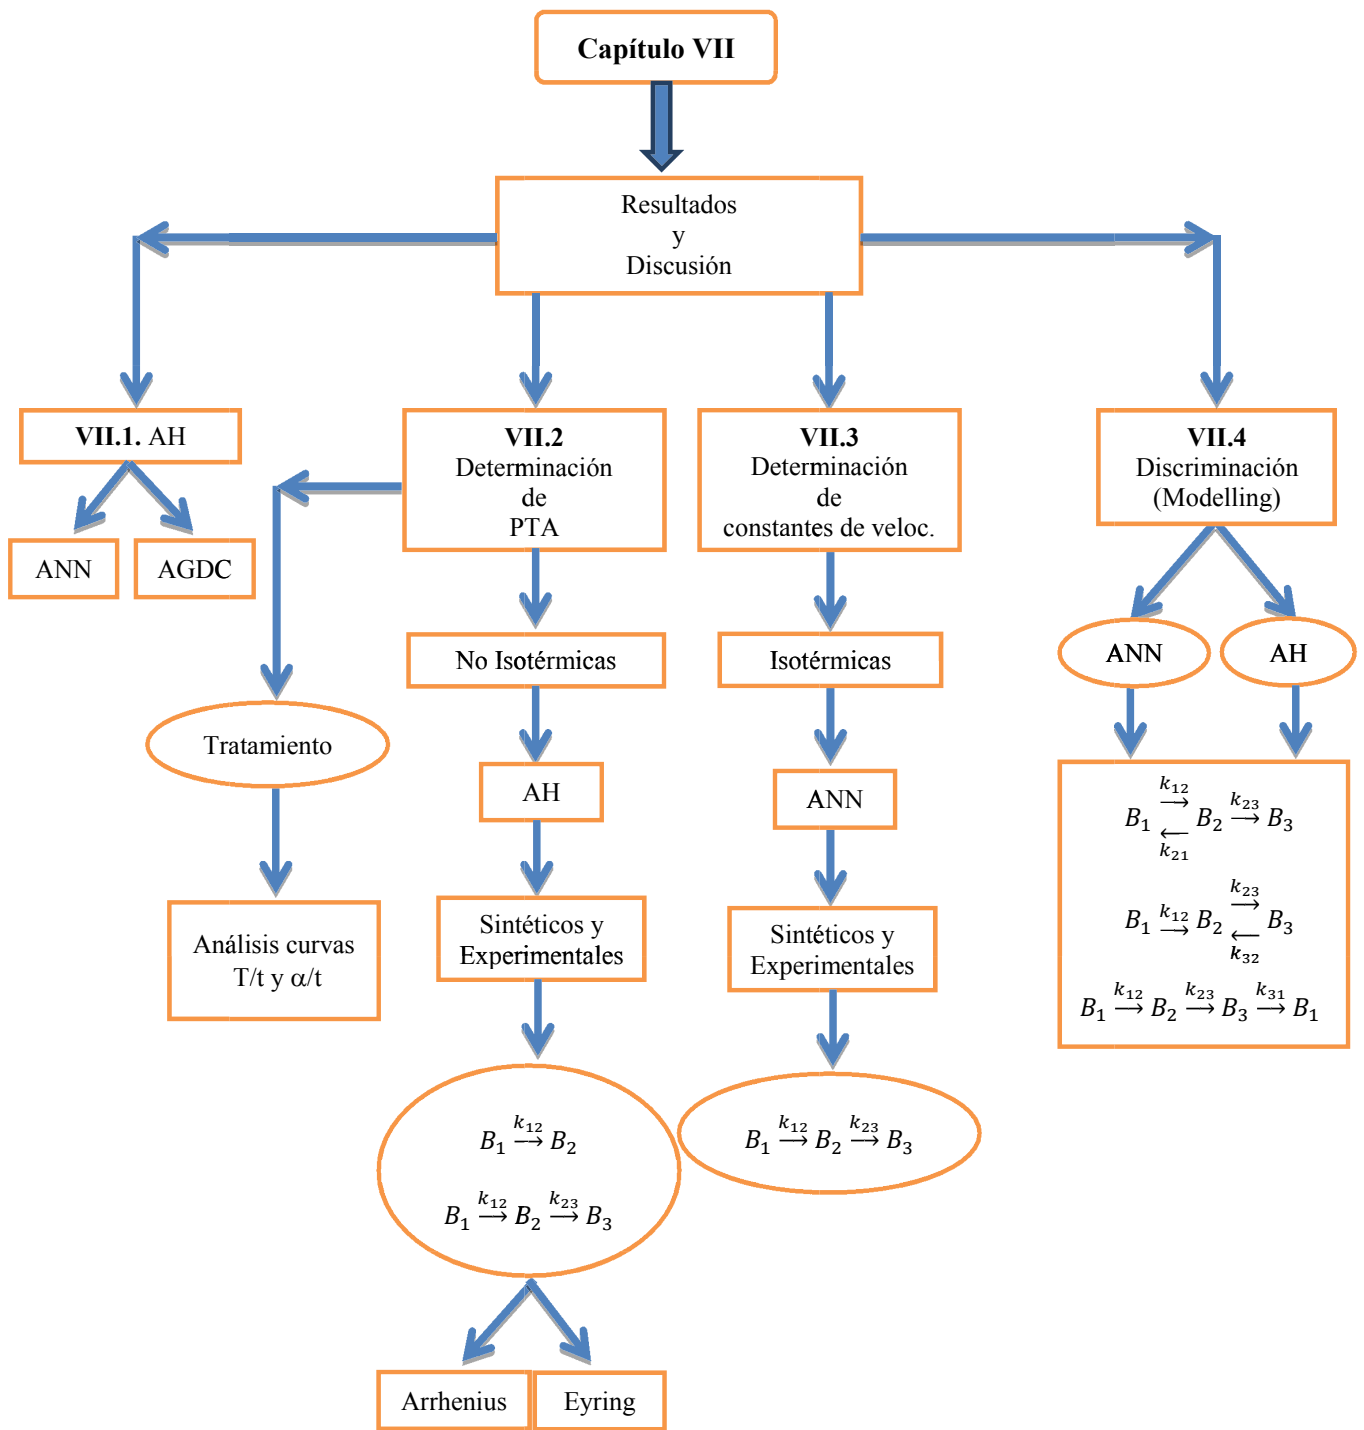 Capítulo VII
Resultados
y
Discusión
VII.1. AH
ANN
AGDC
VII.2
Determinación
de
PTA
Tratamiento
Análisis curvas
T/t y α/t
No Isotérmicas
AH
Sintéticos y
Experimentales
B₁ —k₁₂→ B₂
B₁ —k₁₂→ B₂ —k₂₃→ B₃
Arrhenius
Eyring
VII.3
Determinación
de
constantes de veloc.
Isotérmicas
ANN
Sintéticos y
Experimentales
B₁ —k₁₂→ B₂ —k₂₃→ B₃
VII.4
Discriminación
(Modelling)
ANN
AH
k₁₂ k₂₃
B₁ → ← B₂ → B₃
k₂₁
k₂₃
B₁ —k₁₂→ B₂ → ← B₃
k₃₂
B₁ —k₁₂→ B₂ —k₂₃→ B₃ —k₃₁→ B₁